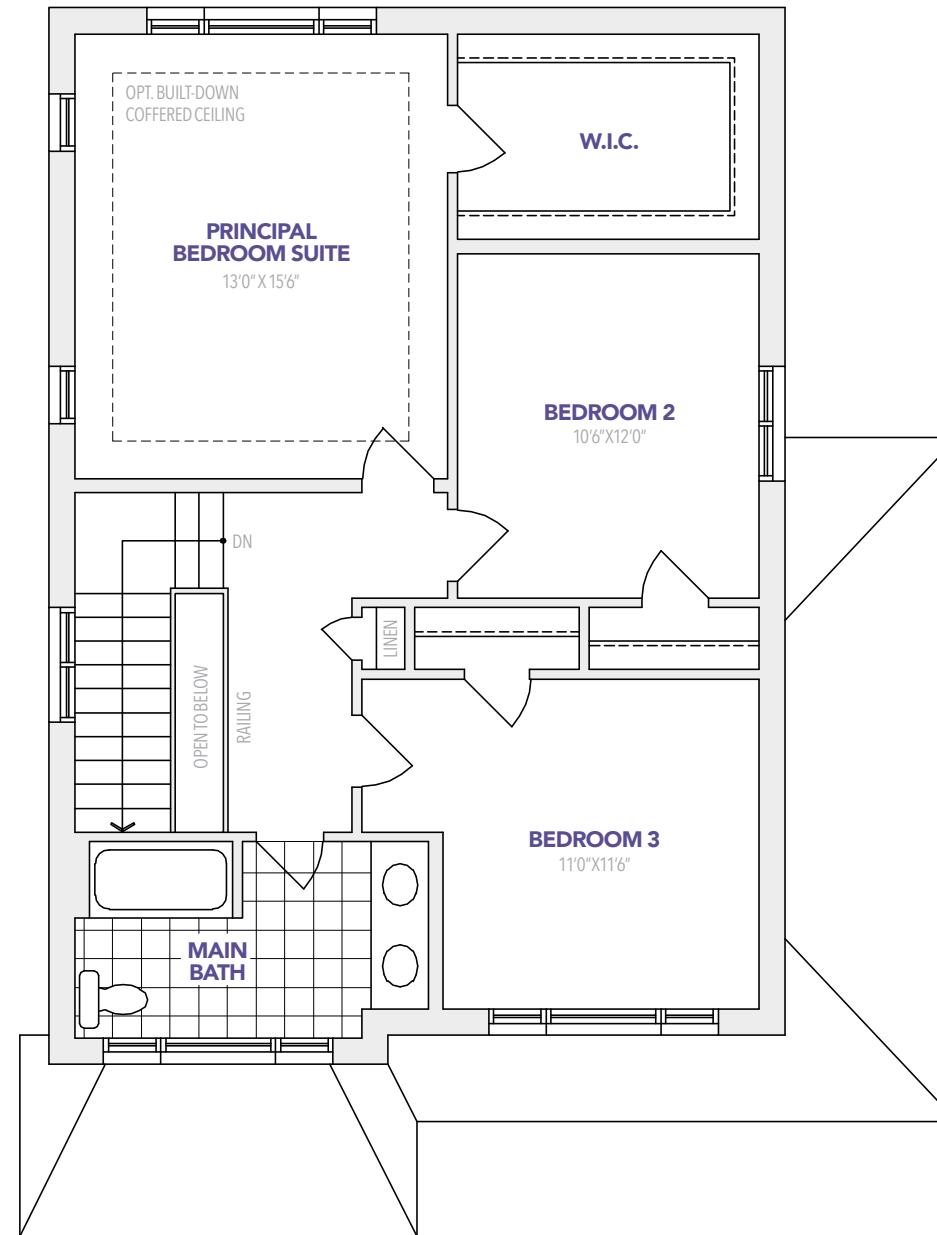 OPT. BUILT-DOWN
COFFERED CEILING
W.I.C.
PRINCIPAL
BEDROOM SUITE
13'0" X 15'6"
BEDROOM 2
10'6"X12'0"
DN
LINEN
OPEN TO BELOW
RAILING
BEDROOM 3
11'0"X11'6"
MAIN
BATH